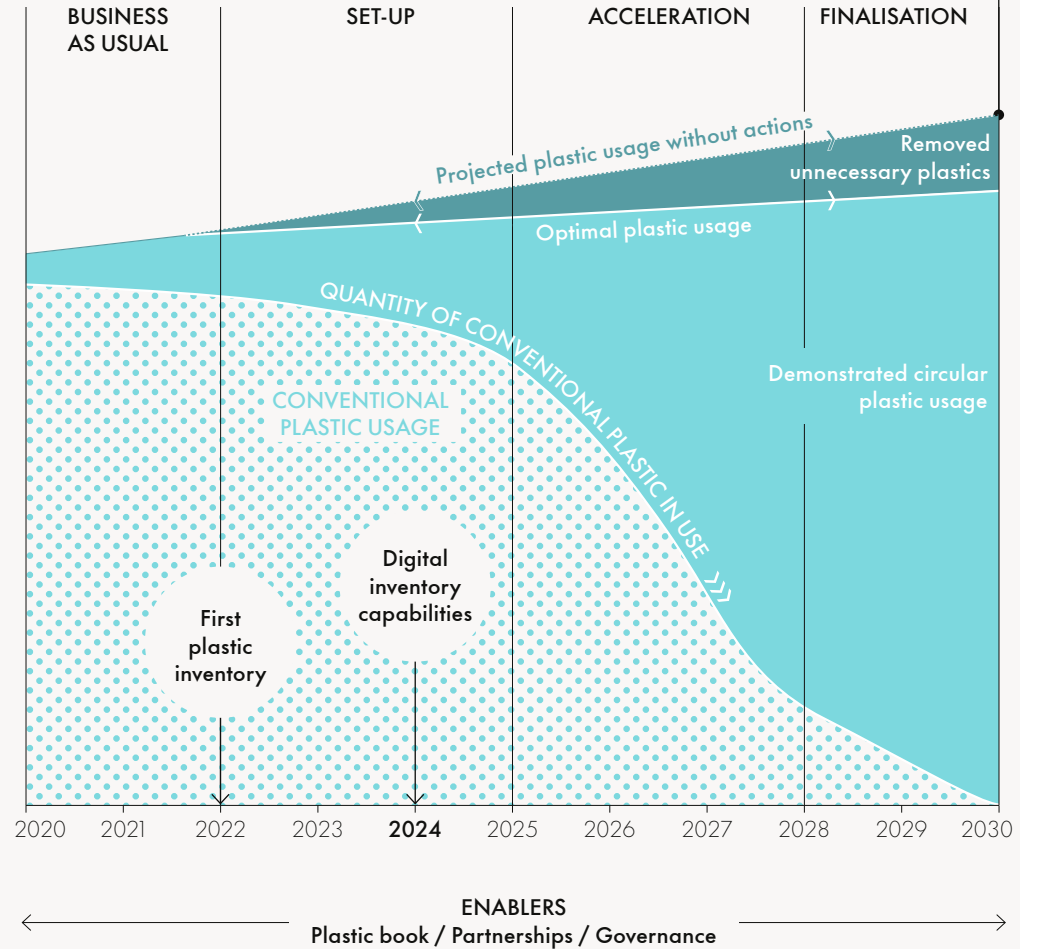 BUSINESS
AS USUAL
SET-UP
ACCELERATION
FINALISATION
Projected plastic usage without actions
Removed
unnecessary plastics
Optimal plastic usage
QUANTITY OF CONVENTIONAL PLASTIC IN USE
Demonstrated circular
plastic usage
CONVENTIONAL
PLASTIC USAGE
Digital
inventory
capabilities
First
plastic
inventory
2020 2021 2022 2023 2024 2025 2026 2027 2028 2029 2030
ENABLERS
Plastic book / Partnerships / Governance